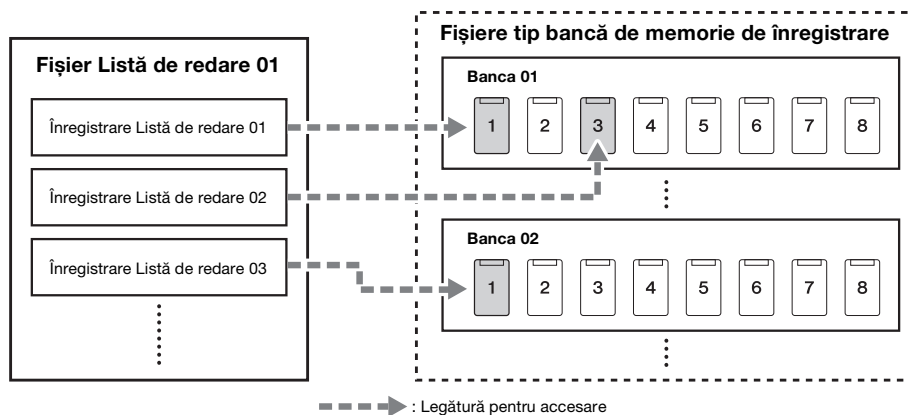 Fișier Listă de redare 01
Înregistrare Listă de redare 01
Înregistrare Listă de redare 02
Înregistrare Listă de redare 03
Fișiere tip bancă de memorie de înregistrare
Banca 01
1 2 3 4 5 6 7 8
Banca 02
1 2 3 4 5 6 7 8
: Legătură pentru accesare